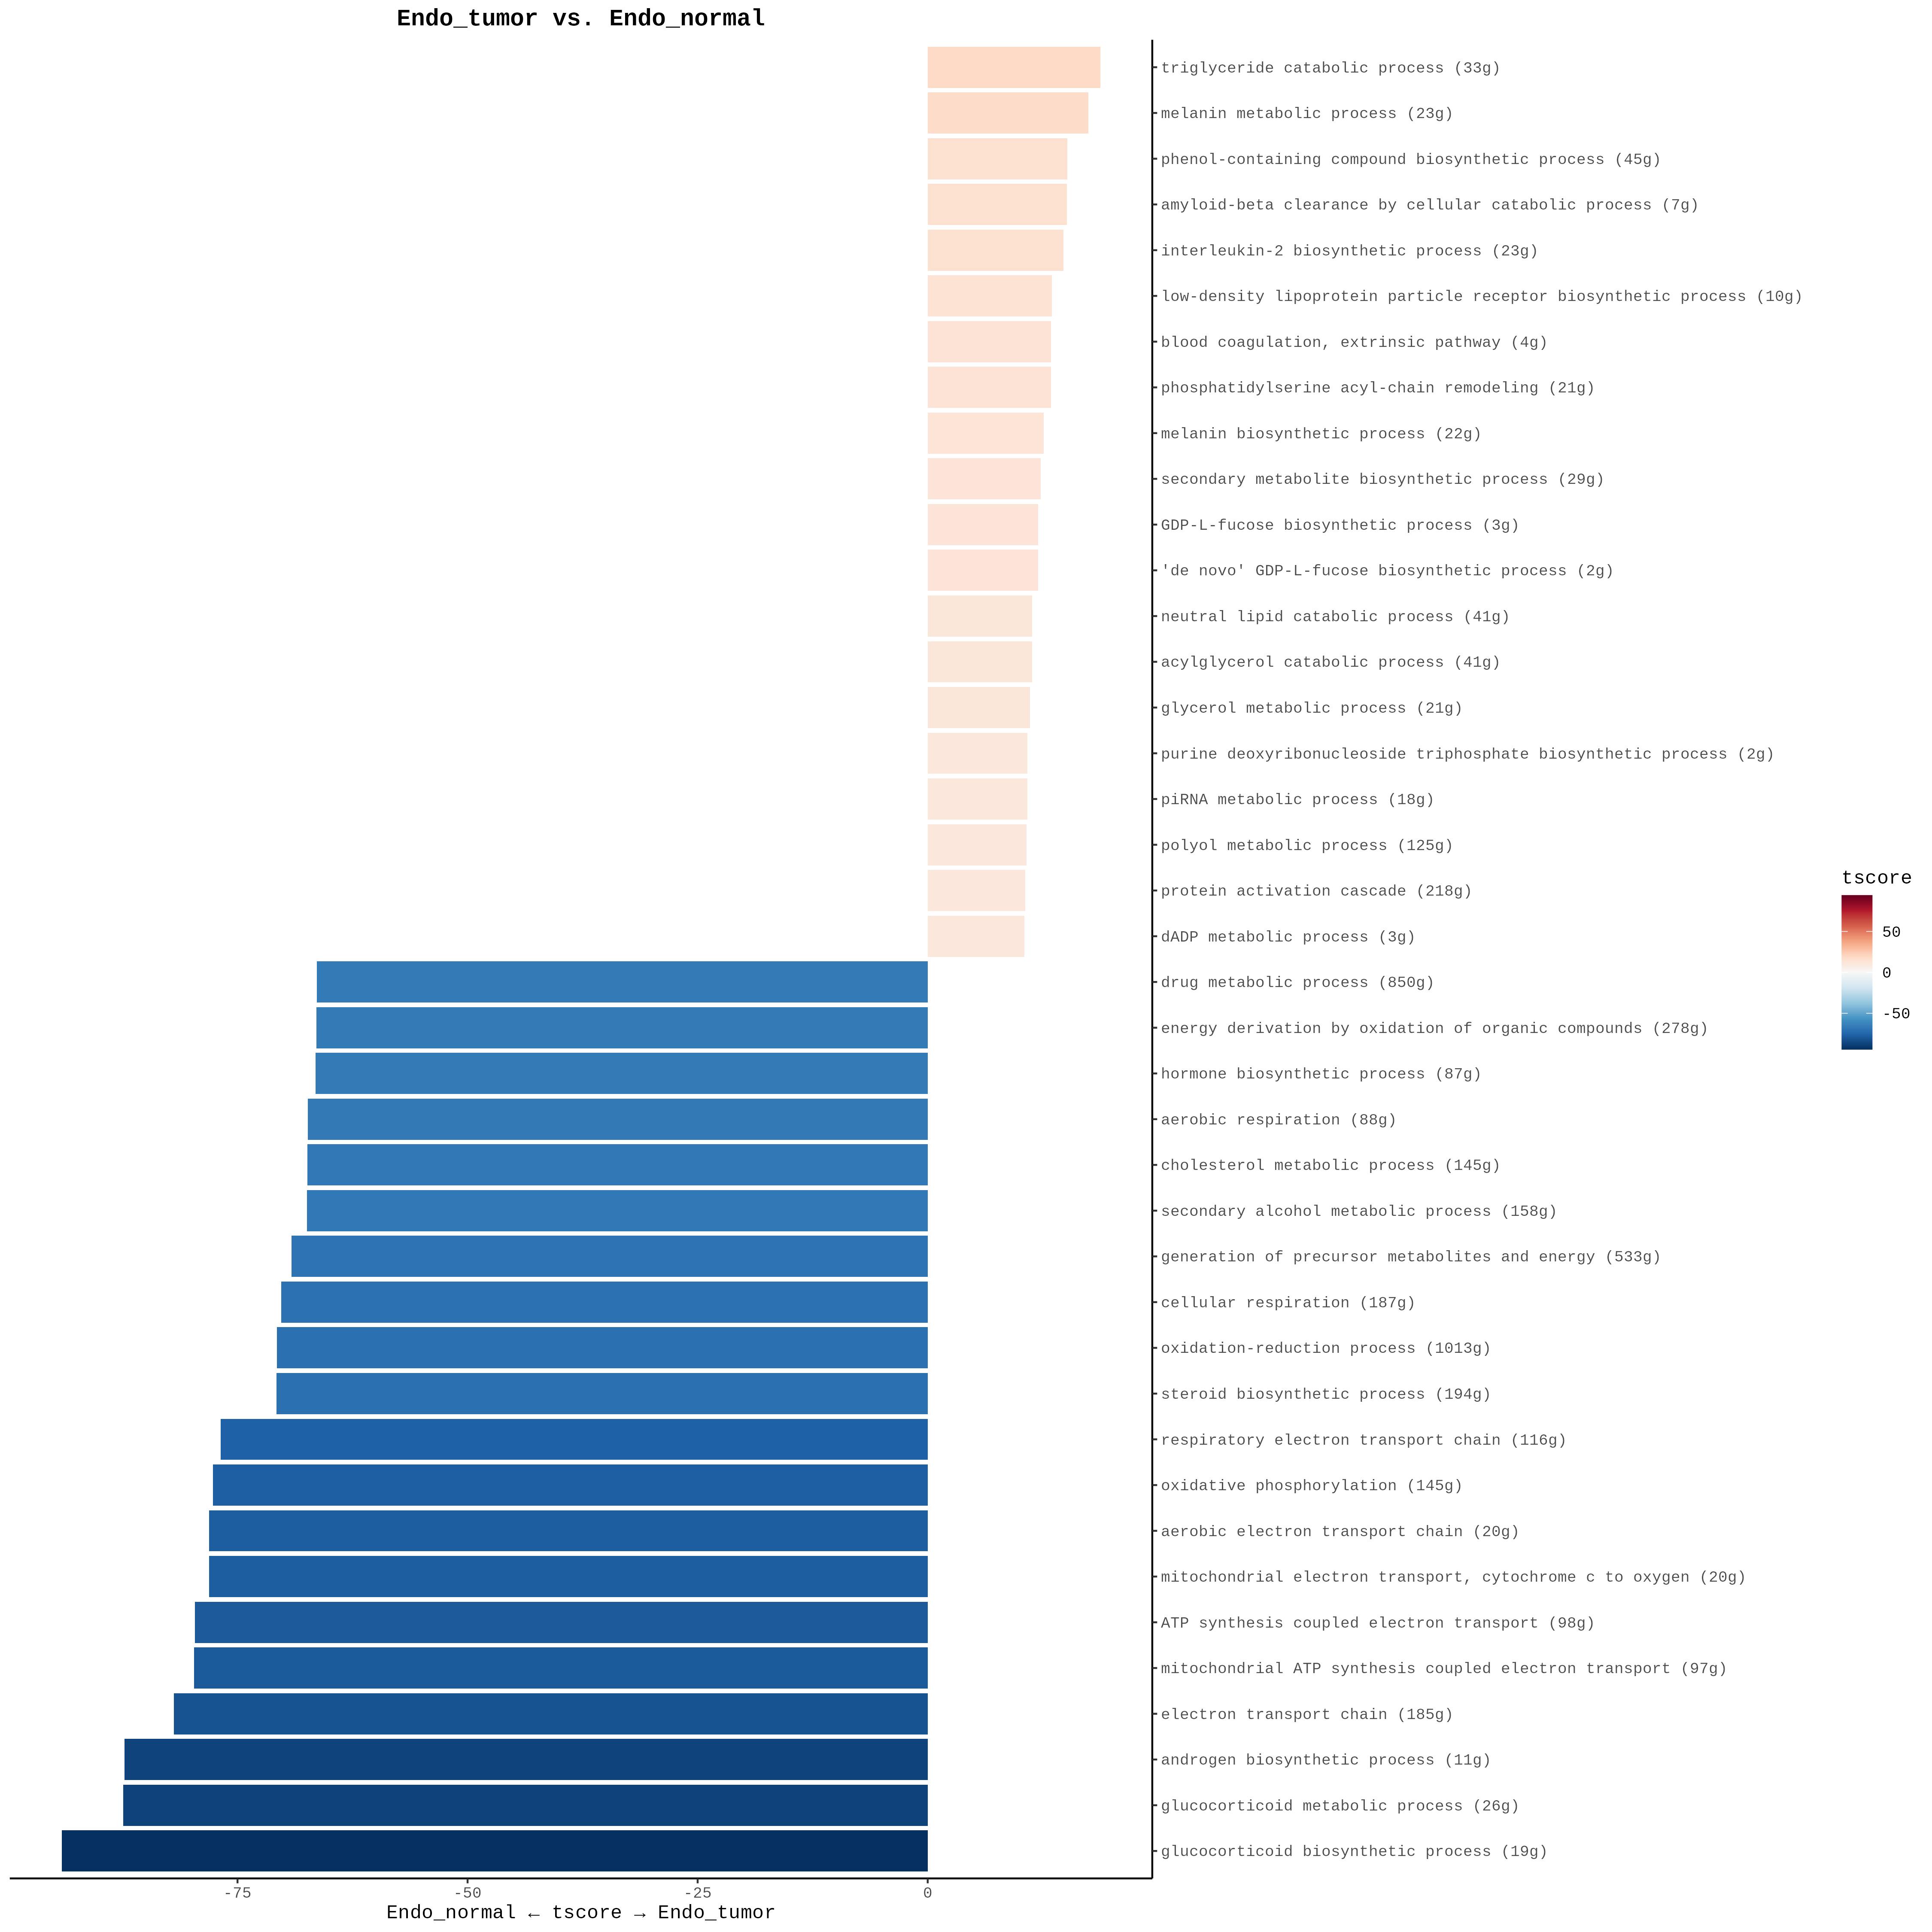 Endo_tumor vs. Endo_normal
triglyceride catabolic process (33g)
melanin metabolic process (23g)
phenol-containing compound biosynthetic process (45g)
amyloid-beta clearance by cellular catabolic process (7g)
interleukin-2 biosynthetic process (23g)
low-density lipoprotein particle receptor biosynthetic process (10g)
blood coagulation, extrinsic pathway (4g)
phosphatidylserine acyl-chain remodeling (21g)
melanin biosynthetic process (22g)
secondary metabolite biosynthetic process (29g)
GDP-L-fucose biosynthetic process (3g)
'de novo' GDP-L-fucose biosynthetic process (2g)
neutral lipid catabolic process (41g)
acylglycerol catabolic process (41g)
glycerol metabolic process (21g)
purine deoxyribonucleoside triphosphate biosynthetic process (2g)
piRNA metabolic process (18g)
polyol metabolic process (125g)
protein activation cascade (218g)
dADP metabolic process (3g)
drug metabolic process (850g)
energy derivation by oxidation of organic compounds (278g)
hormone biosynthetic process (87g)
aerobic respiration (88g)
cholesterol metabolic process (145g)
secondary alcohol metabolic process (158g)
generation of precursor metabolites and energy (533g)
cellular respiration (187g)
oxidation-reduction process (1013g)
steroid biosynthetic process (194g)
respiratory electron transport chain (116g)
oxidative phosphorylation (145g)
aerobic electron transport chain (20g)
mitochondrial electron transport, cytochrome c to oxygen (20g)
ATP synthesis coupled electron transport (98g)
mitochondrial ATP synthesis coupled electron transport (97g)
electron transport chain (185g)
androgen biosynthetic process (11g)
glucocorticoid metabolic process (26g)
glucocorticoid biosynthetic process (19g)
-75 -50 -25 0
Endo_normal ← tscore → Endo_tumor
tscore
50
0
-50